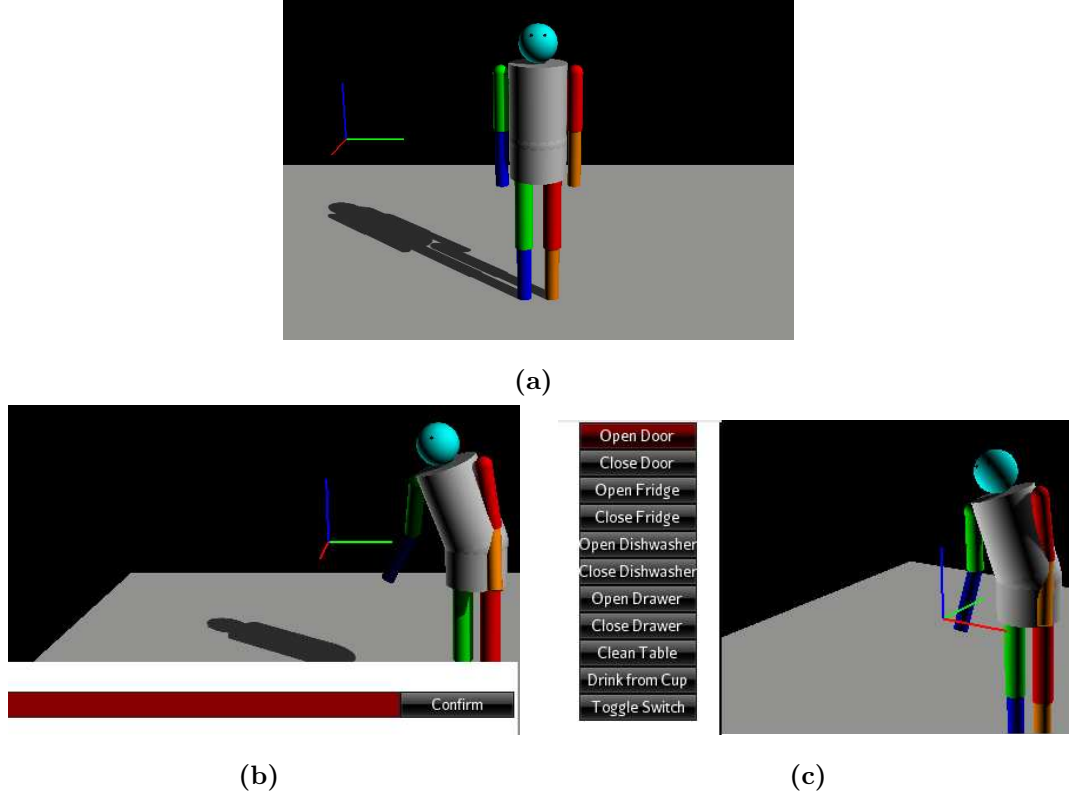 (a)
Confirm
(b)
Open Door
Close Door
Open Fridge
Close Fridge
Open Dishwasher
Close Dishwasher
Open Drawer
Close Drawer
Clean Table
Drink from Cup
Toggle Switch
(c)